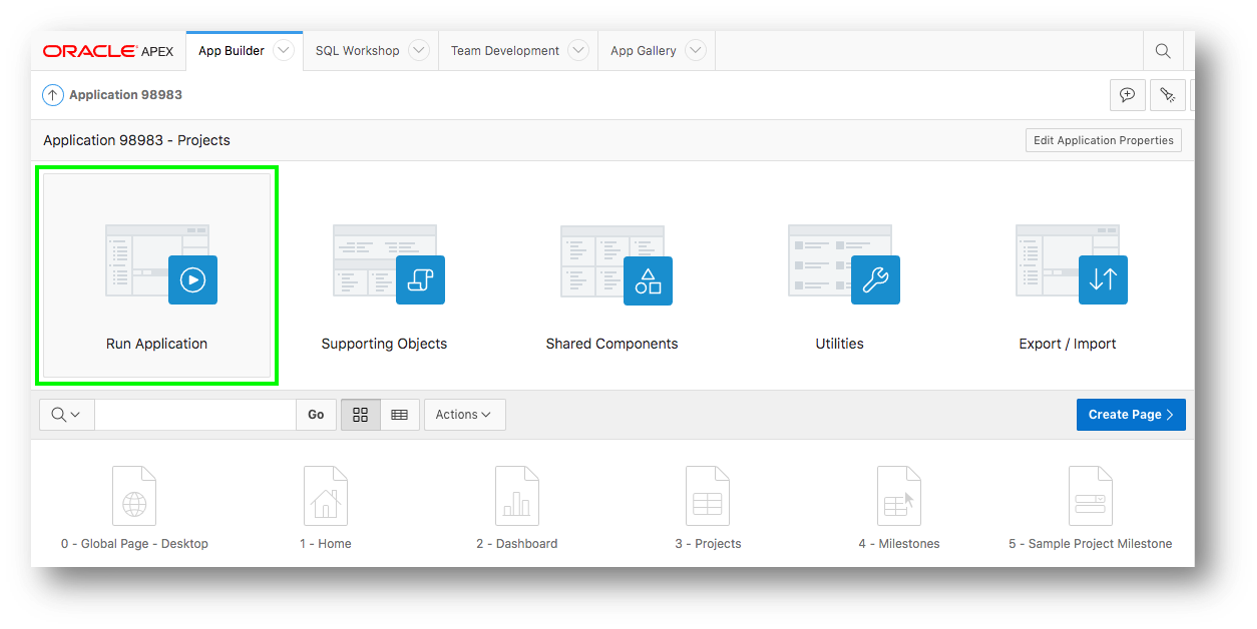 ORACLE APEX App Builder SQL Workshop Team Development App Gallery
Application 98983
Application 98983 - Projects Edit Application Properties
Run Application Supporting Objects Shared Components Utilities Export / Import
Go Actions Create Page
0 - Global Page - Desktop 1 - Home 2 - Dashboard 3 - Projects 4 - Milestones 5 - Sample Project Milestone